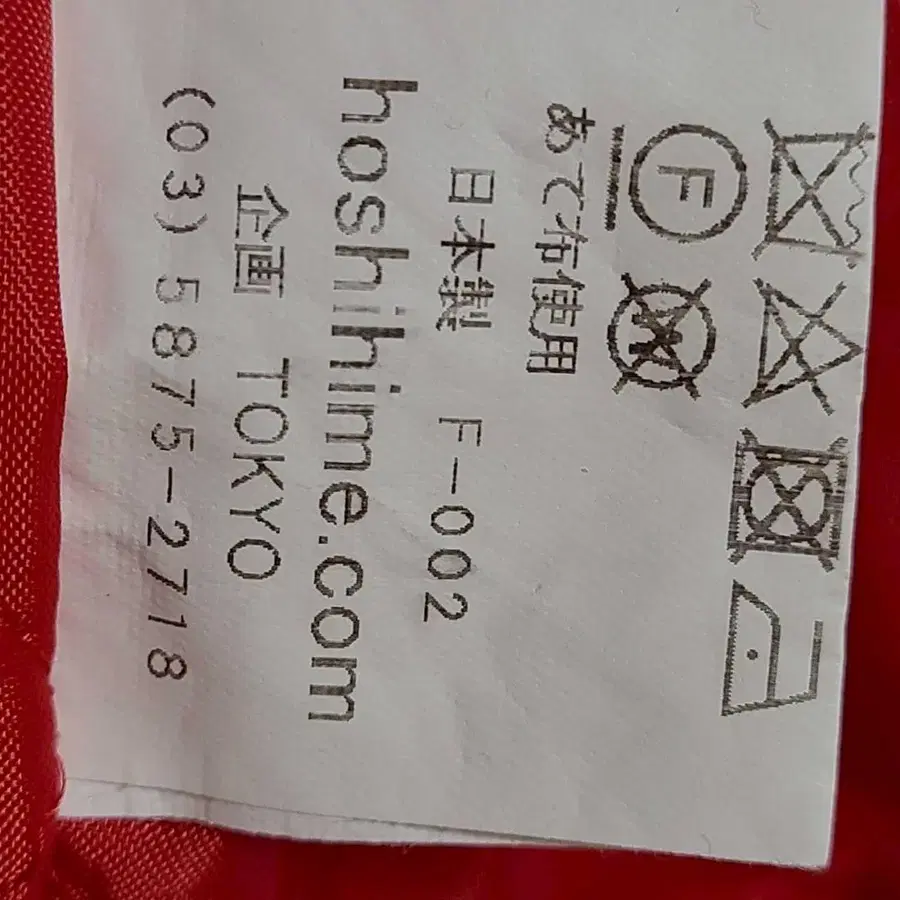 F
W
あて布使用
日本製 F-002
hoshihime.com
企画 TOKYO
(03)5875-2718